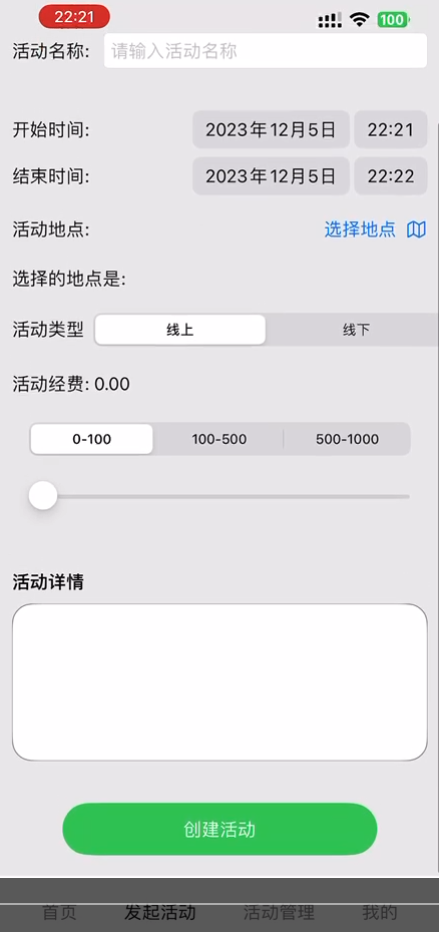 22:21 100
活动名称: 请输入活动名称
开始时间: 2023年12月5日 22:21
结束时间: 2023年12月5日 22:22
活动地点: 选择地点
选择的地点是:
活动类型 线上 线下
活动经费: 0.00
0-100 100-500 500-1000
活动详情
创建活动
首页 发起活动 活动管理 我的